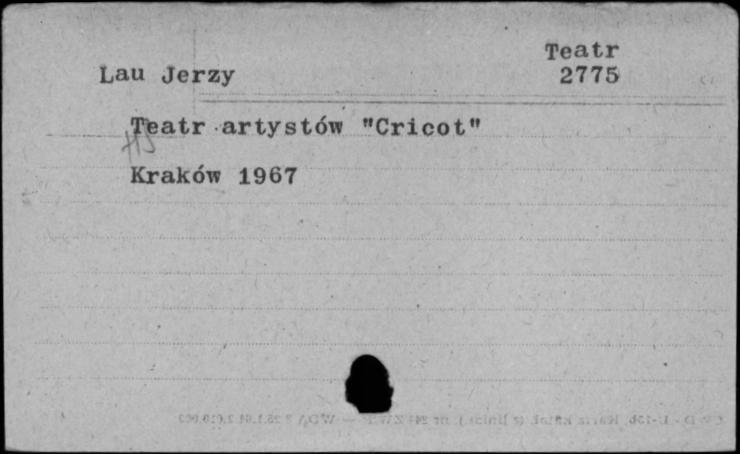 Teatr
Lau Jerzy 2775
Teatr artystów "Cricot"
Kraków 1967